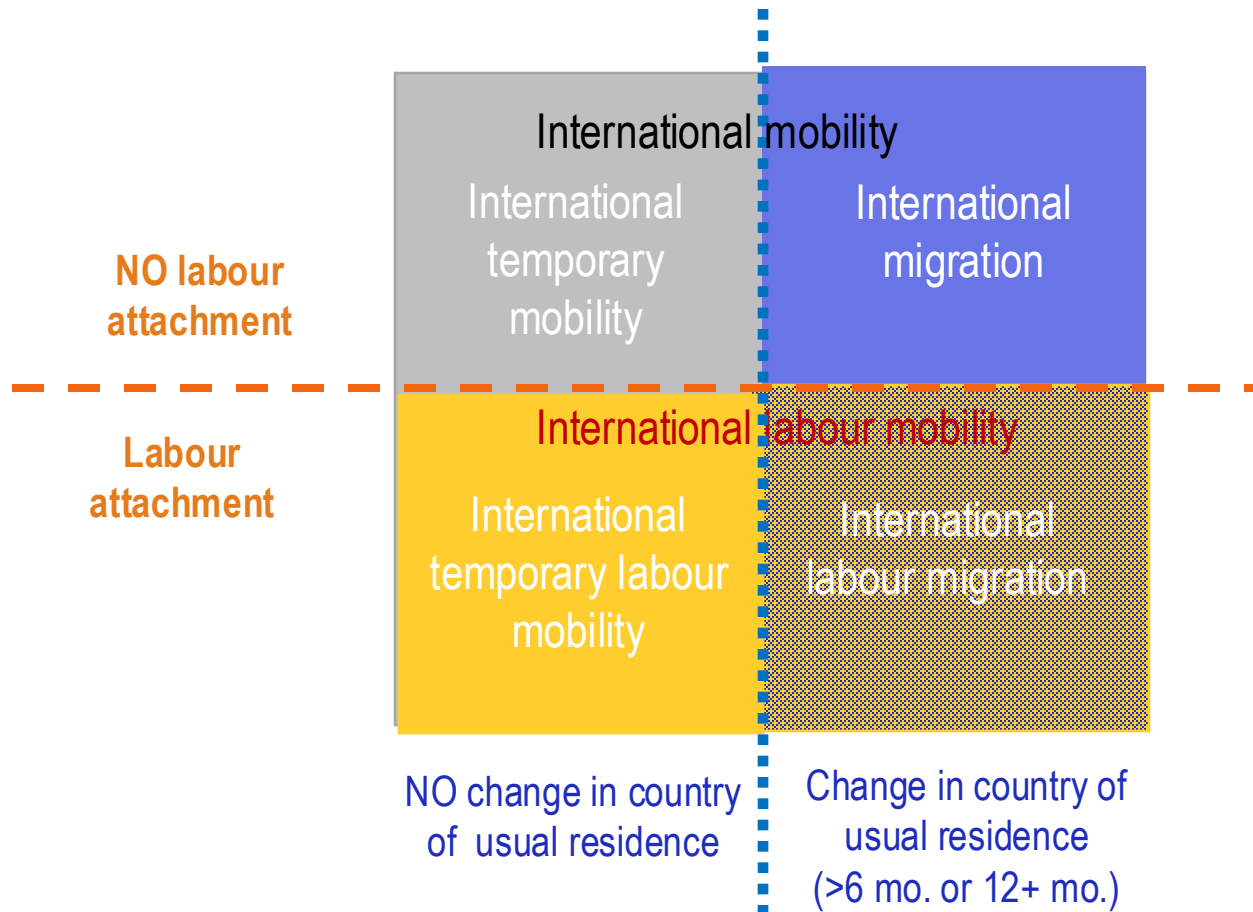 International mobility
International
temporary
mobility
International
migration
NO labour
attachment
International labour mobility
Labour
attachment
International
temporary labour
mobility
International
labour migration
NO change in country
of usual residence
Change in country of
usual residence
(>6 mo. or 12+ mo.)